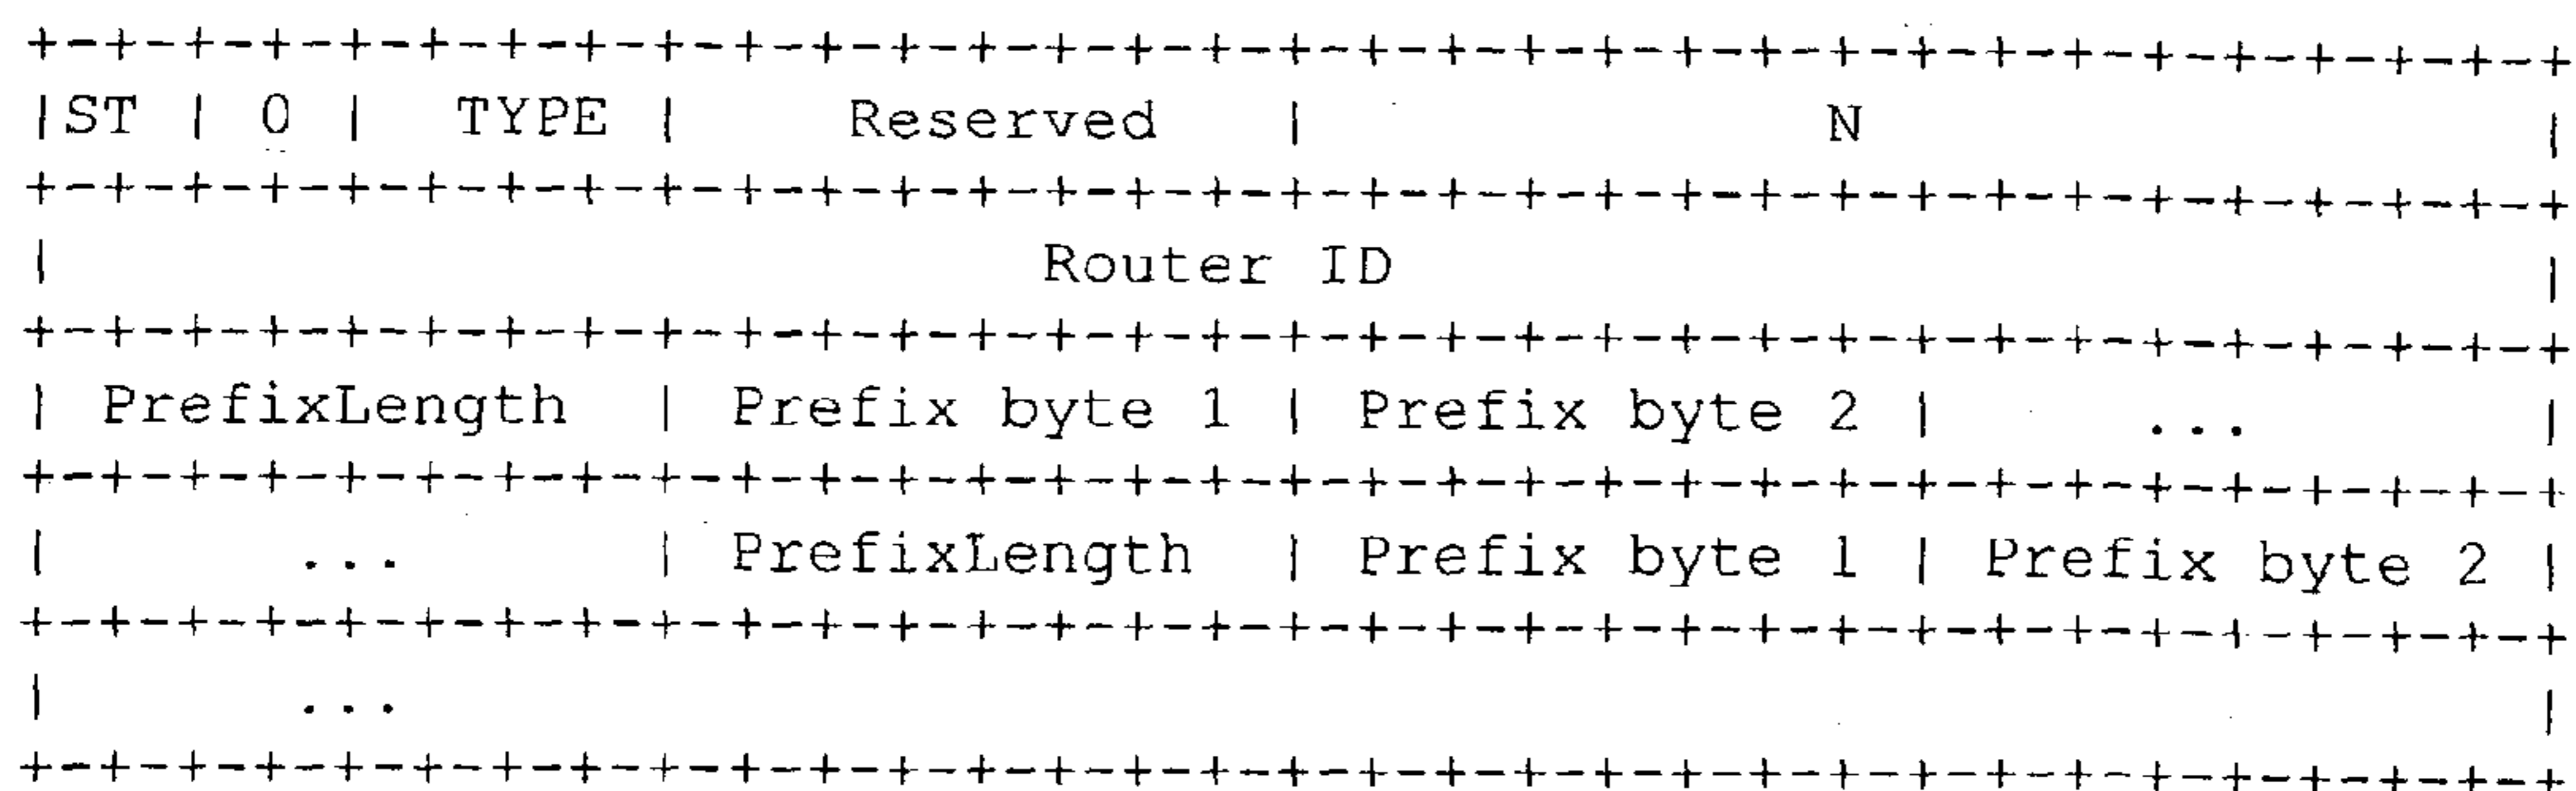 +-+-+-+-+-+-+-+-+-+-+-+-+-+-+-+-+-+-+-+-+-+-+-+-+-+-+-+-+-+-+-+-+
|ST | 0 | TYPE | Reserved | N |
+-+-+-+-+-+-+-+-+-+-+-+-+-+-+-+-+-+-+-+-+-+-+-+-+-+-+-+-+-+-+-+-+
| Router ID |
+-+-+-+-+-+-+-+-+-+-+-+-+-+-+-+-+-+-+-+-+-+-+-+-+-+-+-+-+-+-+-+-+
| PrefixLength | Prefix byte 1 | Prefix byte 2 | ... |
+-+-+-+-+-+-+-+-+-+-+-+-+-+-+-+-+-+-+-+-+-+-+-+-+-+-+-+-+-+-+-+-+
| ... | PrefixLength | Prefix byte 1 | Prefix byte 2 |
+-+-+-+-+-+-+-+-+-+-+-+-+-+-+-+-+-+-+-+-+-+-+-+-+-+-+-+-+-+-+-+-+
| ... |
+-+-+-+-+-+-+-+-+-+-+-+-+-+-+-+-+-+-+-+-+-+-+-+-+-+-+-+-+-+-+-+-+